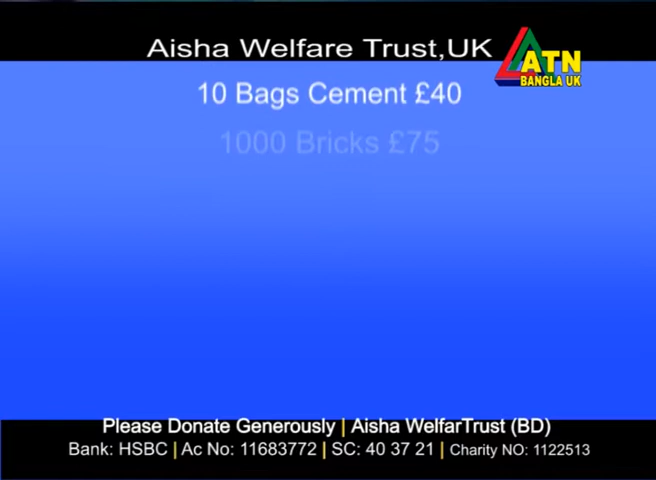 Aisha Welfare Trust,UK
ATN
BANGLA UK
10 Bags Cement £40
1000 Bricks £75
Please Donate Generously | Aisha WelfarTrust (BD)
Bank: HSBC | Ac No: 11683772 | SC: 40 37 21 | Charity NO: 1122513